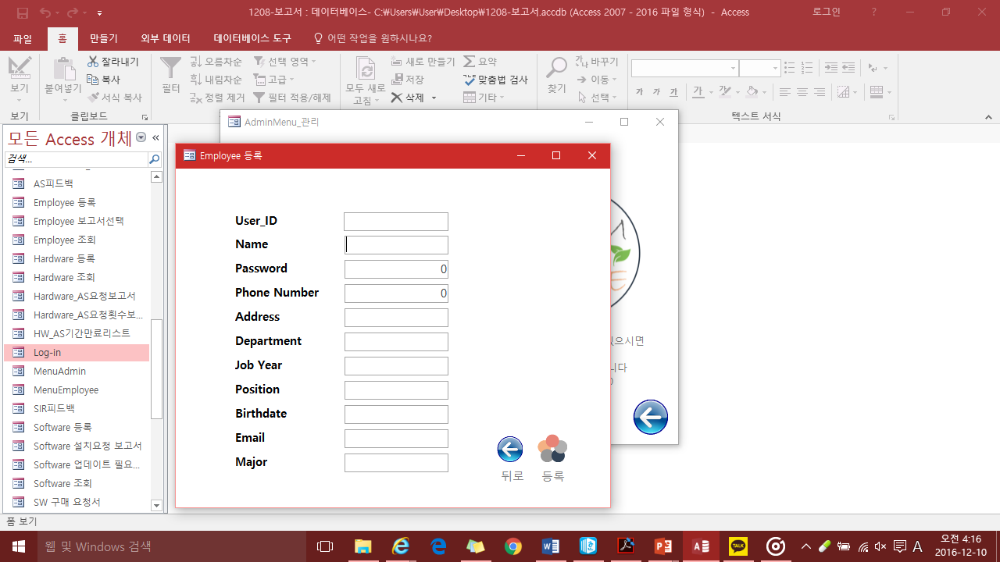 1208-보고서 : 데이터베이스- C:₩Users₩User₩Desktop₩1208-보고서.accdb (Access 2007 - 2016 파일 형식) - Access
로그인
?
파일
홈
만들기
외부 데이터
데이터베이스 도구
어떤 작업을 원하시나요?
보기
보기
붙여넣기
잘라내기
복사
서식 복사
클립보드
필터
오름차순
내림차순
정렬 제거
선택 영역
고급
필터 적용/해제
모두 새로 고침
새로 만들기
저장
삭제
요약
맞춤법 검사
기타
찾기
바꾸기
이동
선택
가 가 가 가
텍스트 서식
모든 Access 개체
검색...
AS피드백
Employee 등록
Employee 보고서선택
Employee 조회
Hardware 등록
Hardware 조회
Hardware_AS요청보고서
Hardware_AS요청횟수보...
HW_AS기간만료리스트
Log-in
MenuAdmin
MenuEmployee
SIR피드백
Software 등록
Software 설치요청 보고서
Software 업데이트 필요...
Software 조회
SW 구매 요청서
AdminMenu_관리
있으시면
Employee 등록
User_ID
Name
Password 0
Phone Number 0
Address
Department
Job Year
Position
Birthdate
Email
Major
뒤로
등록
폼 보기
웹 및 Windows 검색
TALK
A
오전 4:16
2016-12-10